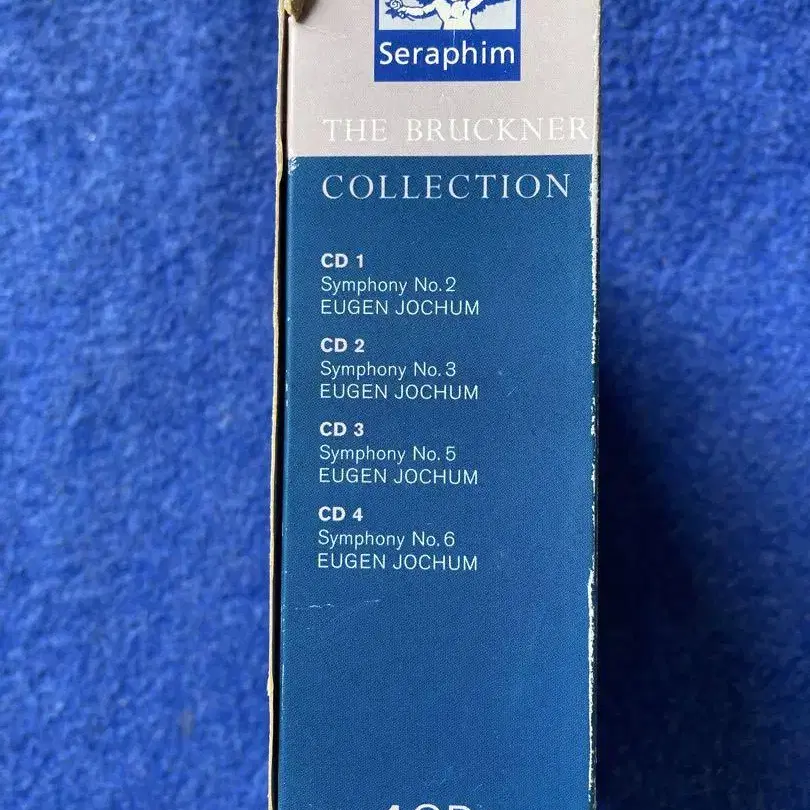 Seraphim
THE BRUCKNER
COLLECTION
CD 1
Symphony No. 2
EUGEN JOCHUM
CD 2
Symphony No. 3
EUGEN JOCHUM
CD 3
Symphony No. 5
EUGEN JOCHUM
CD 4
Symphony No. 6
EUGEN JOCHUM